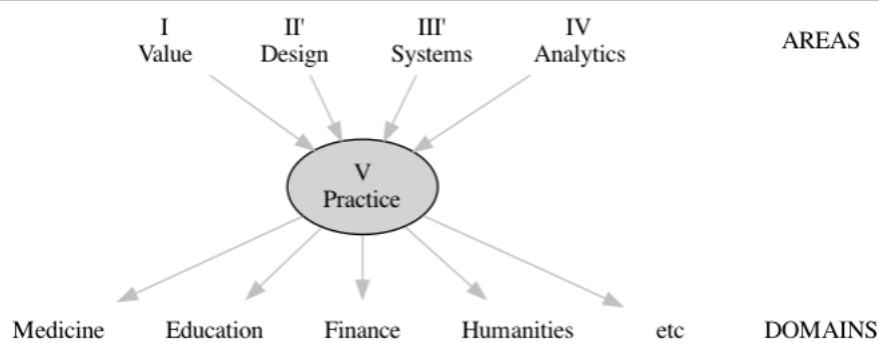 I II' III' IV
Value Design Systems Analytics AREAS
V
Practice
Medicine Education Finance Humanities etc DOMAINS